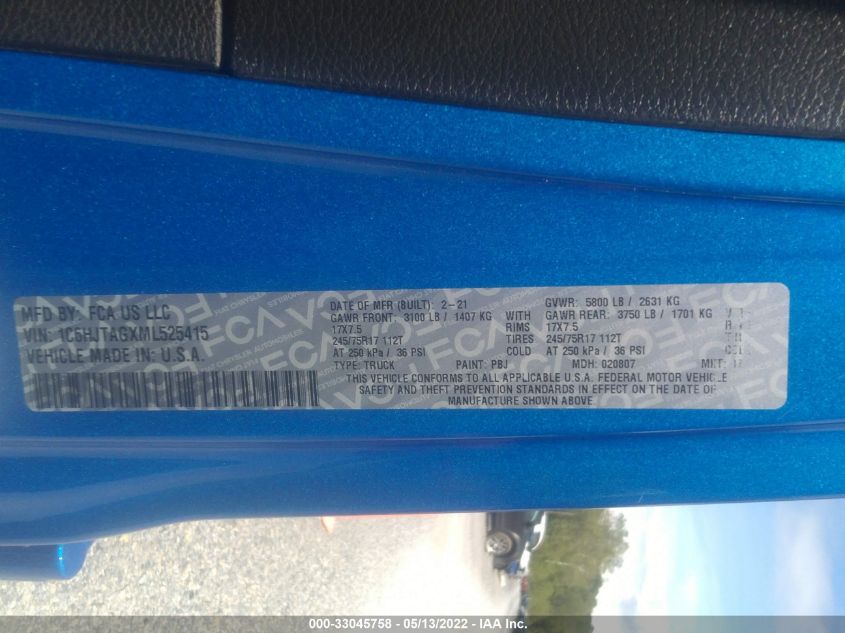 MFD BY: FCA US LLC
VIN: 1C6HJTAGXML525415
VEHICLE MADE IN: U.S.A.
DATE OF MFR (BUILT): 2-21 GVWR: 5800 LB / 2631 KG
GAWR FRONT: 3100 LB / 1407 KG WITH GAWR REAR: 3750 LB / 1701 KG
17X7.5 RIMS 17X7.5
245/75R17 112T TIRES 245/75R17 112T
AT 250 kPa / 36 PSI COLD AT 250 kPa / 36 PSI
TYPE: TRUCK PAINT: PBJ MDH: 020807 MKT:
THIS VEHICLE CONFORMS TO ALL APPLICABLE U.S.A. FEDERAL MOTOR VEHICLE
SAFETY AND THEFT PREVENTION STANDARDS IN EFFECT ON THE DATE OF
MANUFACTURE SHOWN ABOVE.
000-33045758 - 05/13/2022 - IAA Inc.